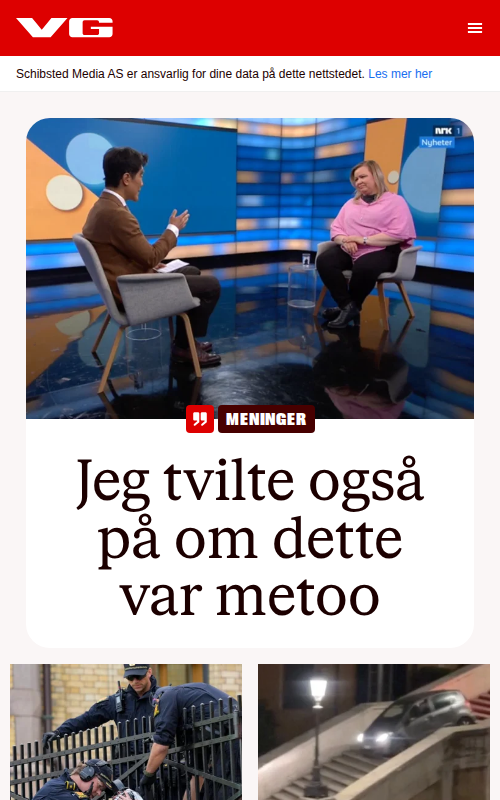 VG
Schibsted Media AS er ansvarlig for dine data på dette nettstedet. Les mer her
NRK 1
Nyheter
MENINGER
Jeg tvilte også
på om dette
var metoo